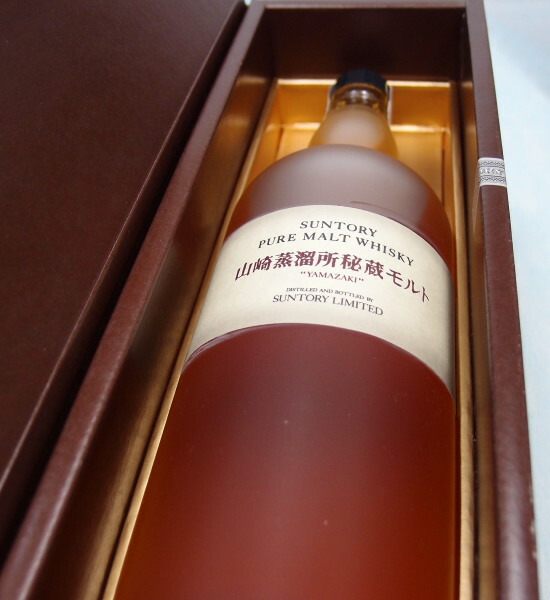 SUNTORY
PURE MALT WHISKY
山崎蒸溜所秘蔵モルト
"YAMAZAKI"
DISTILLED AND BOTTLED BY
SUNTORY LIMITED